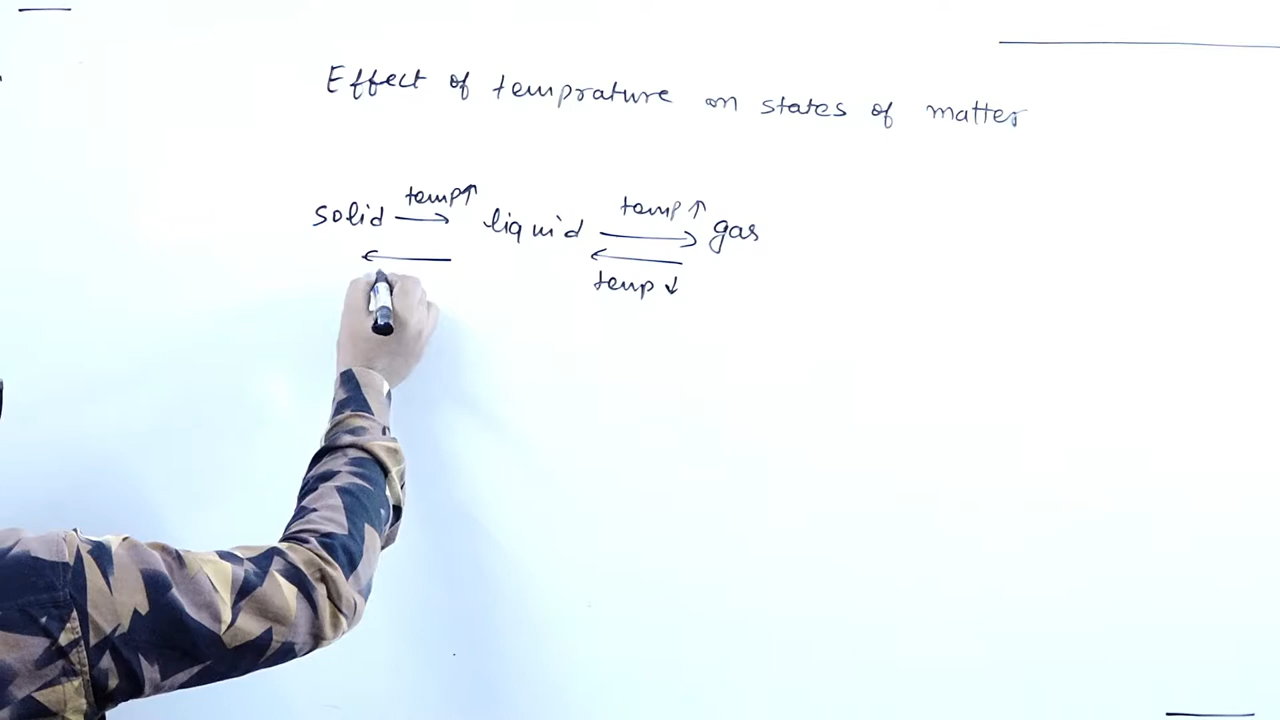 Effect of temprature on states of matter
solid temp↑ → liquid temp↑ → gas
← ← temp↓